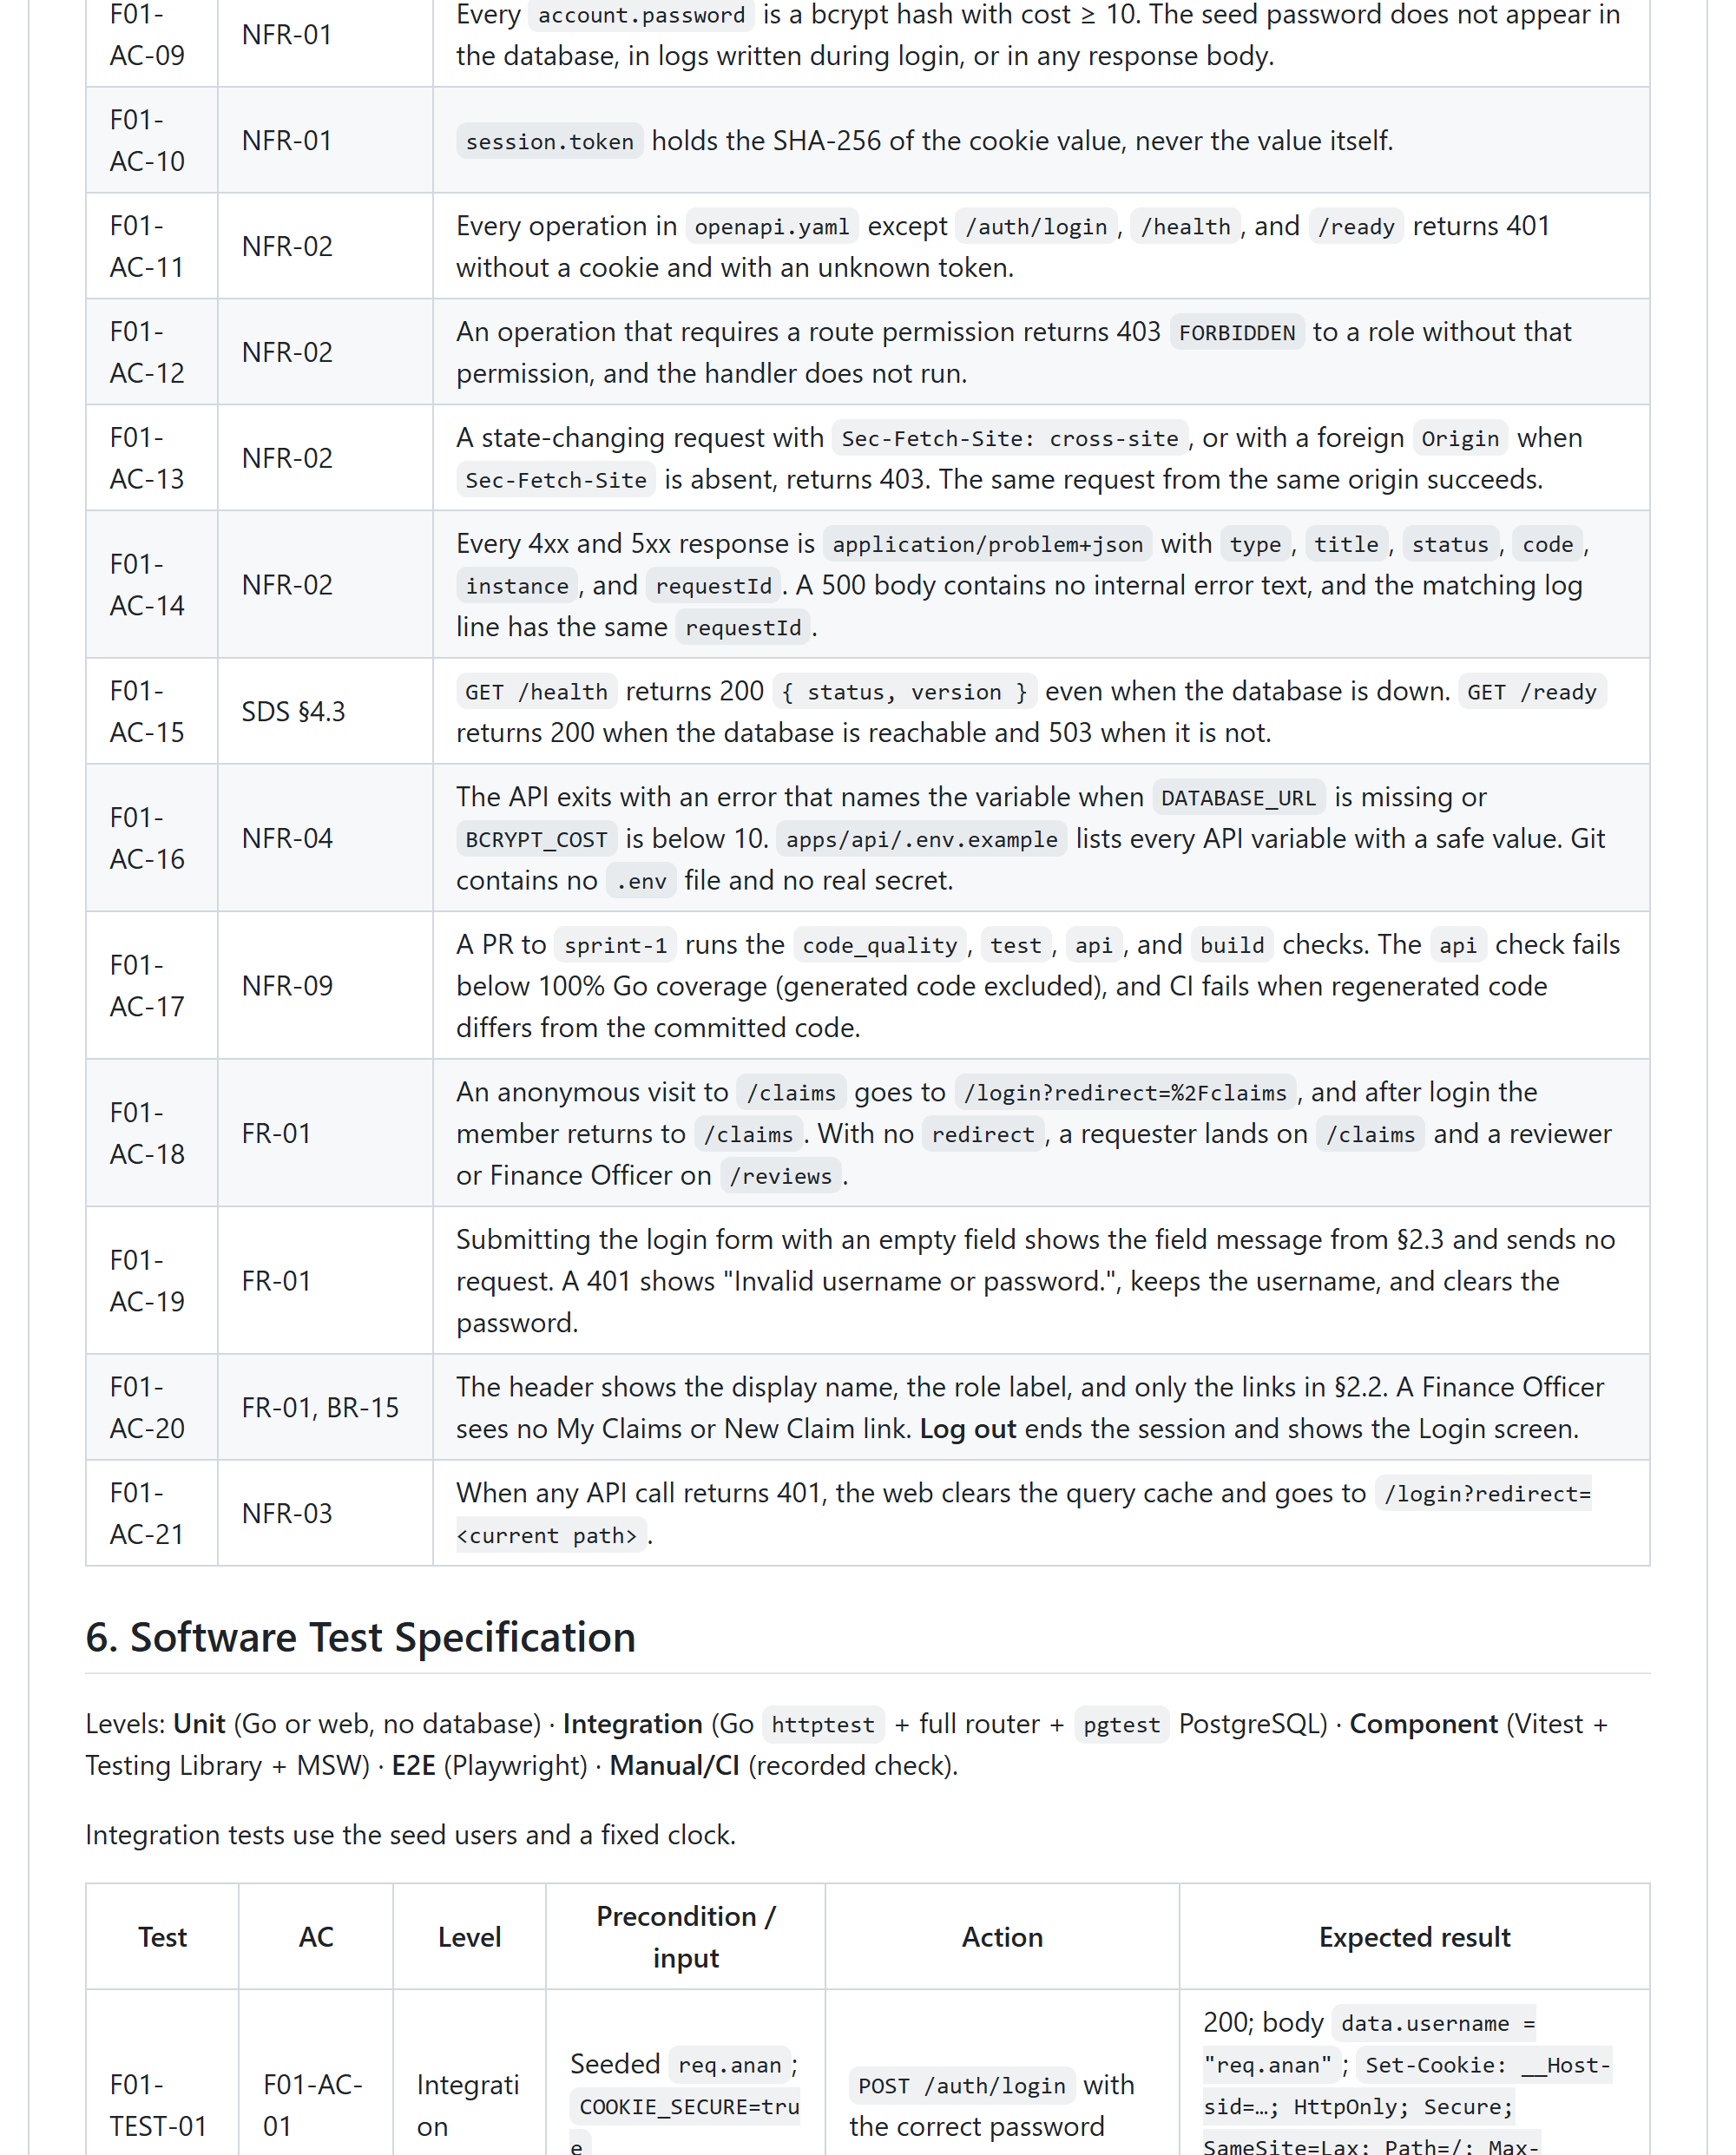 F01-
AC-09
NFR-01
Every account.password is a bcrypt hash with cost ≥ 10. The seed password does not appear in
the database, in logs written during login, or in any response body.
F01-
AC-10
NFR-01
session.token holds the SHA-256 of the cookie value, never the value itself.
F01-
AC-11
NFR-02
Every operation in openapi.yaml except /auth/login, /health, and /ready returns 401
without a cookie and with an unknown token.
F01-
AC-12
NFR-02
An operation that requires a route permission returns 403 FORBIDDEN to a role without that
permission, and the handler does not run.
F01-
AC-13
NFR-02
A state-changing request with Sec-Fetch-Site: cross-site, or with a foreign Origin when
Sec-Fetch-Site is absent, returns 403. The same request from the same origin succeeds.
F01-
AC-14
NFR-02
Every 4xx and 5xx response is application/problem+json with type, title, status, code,
instance, and requestId. A 500 body contains no internal error text, and the matching log
line has the same requestId.
F01-
AC-15
SDS §4.3
GET /health returns 200 { status, version } even when the database is down. GET /ready
returns 200 when the database is reachable and 503 when it is not.
F01-
AC-16
NFR-04
The API exits with an error that names the variable when DATABASE_URL is missing or
BCRYPT_COST is below 10. apps/api/.env.example lists every API variable with a safe value. Git
contains no .env file and no real secret.
F01-
AC-17
NFR-09
A PR to sprint-1 runs the code_quality, test, api, and build checks. The api check fails
below 100% Go coverage (generated code excluded), and CI fails when regenerated code
differs from the committed code.
F01-
AC-18
FR-01
An anonymous visit to /claims goes to /login?redirect=%2Fclaims, and after login the
member returns to /claims. With no redirect, a requester lands on /claims and a reviewer
or Finance Officer on /reviews.
F01-
AC-19
FR-01
Submitting the login form with an empty field shows the field message from §2.3 and sends no
request. A 401 shows "Invalid username or password.", keeps the username, and clears the
password.
F01-
AC-20
FR-01, BR-15
The header shows the display name, the role label, and only the links in §2.2. A Finance Officer
sees no My Claims or New Claim link. Log out ends the session and shows the Login screen.
F01-
AC-21
NFR-03
When any API call returns 401, the web clears the query cache and goes to /login?redirect=
<current path>.
6. Software Test Specification
Levels: Unit (Go or web, no database) · Integration (Go httptest + full router + pgtest PostgreSQL) · Component (Vitest +
Testing Library + MSW) · E2E (Playwright) · Manual/CI (recorded check).
Integration tests use the seed users and a fixed clock.
Test
AC
Level
Precondition /
input
Action
Expected result
F01-
TEST-01
F01-AC-
01
Integrati
on
Seeded req.anan;
COOKIE_SECURE=tru
e
POST /auth/login with
the correct password
200; body data.username =
"req.anan"; Set-Cookie: __Host-
sid=…; HttpOnly; Secure;
SameSite=Lax; Path=/; Max-